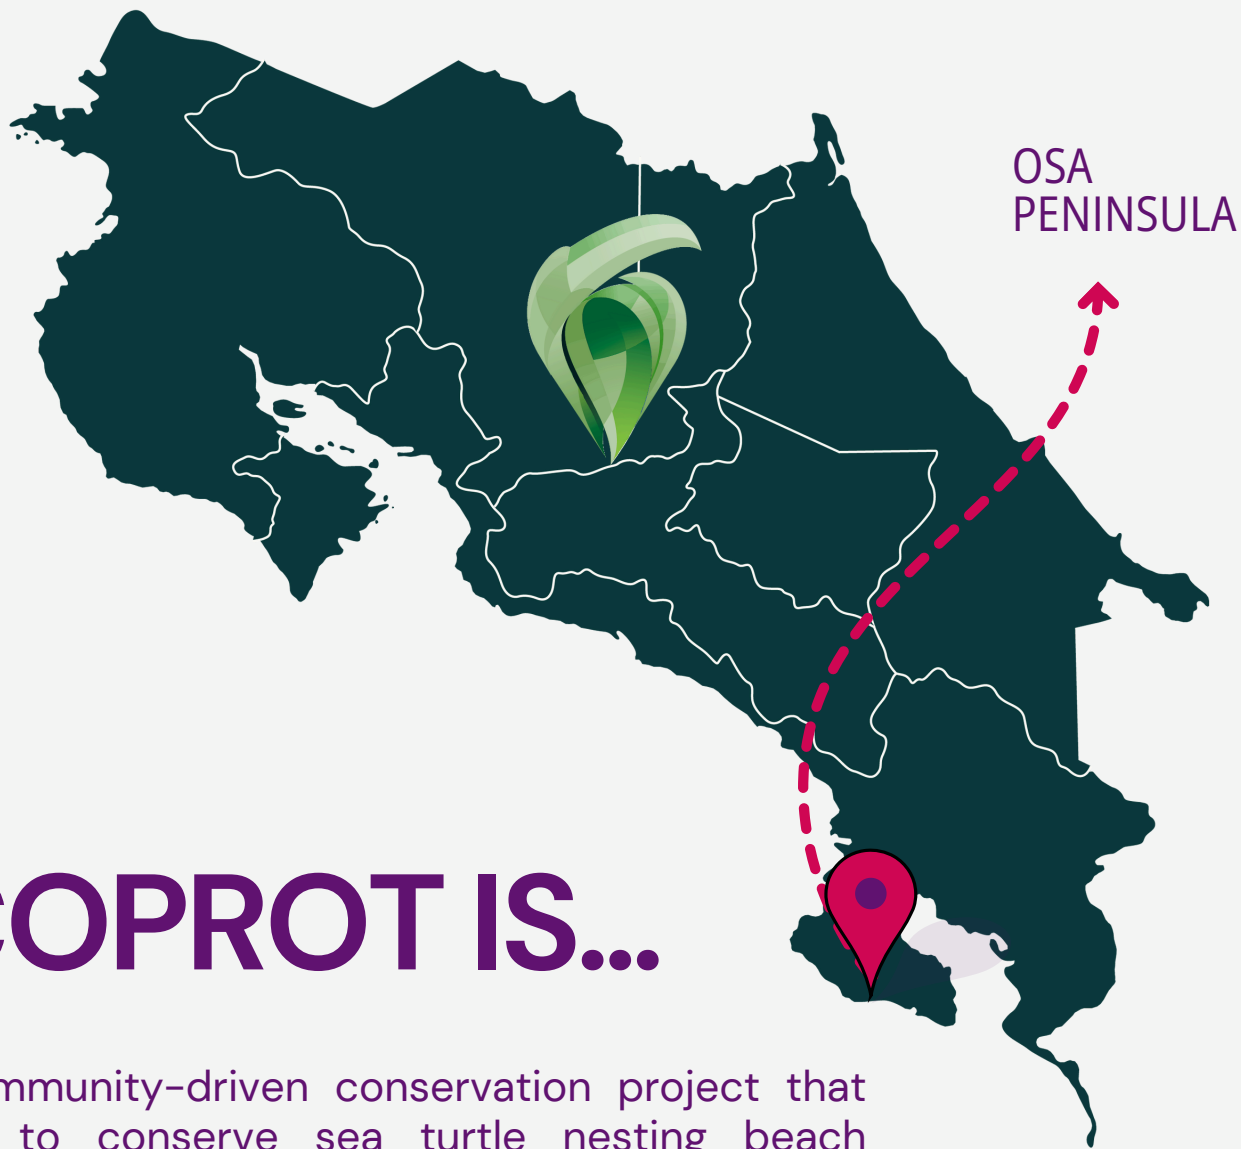 OSA
PENINSULA
COPROT IS...
mmunity-driven conservation project that
to conserve sea turtle nesting beach